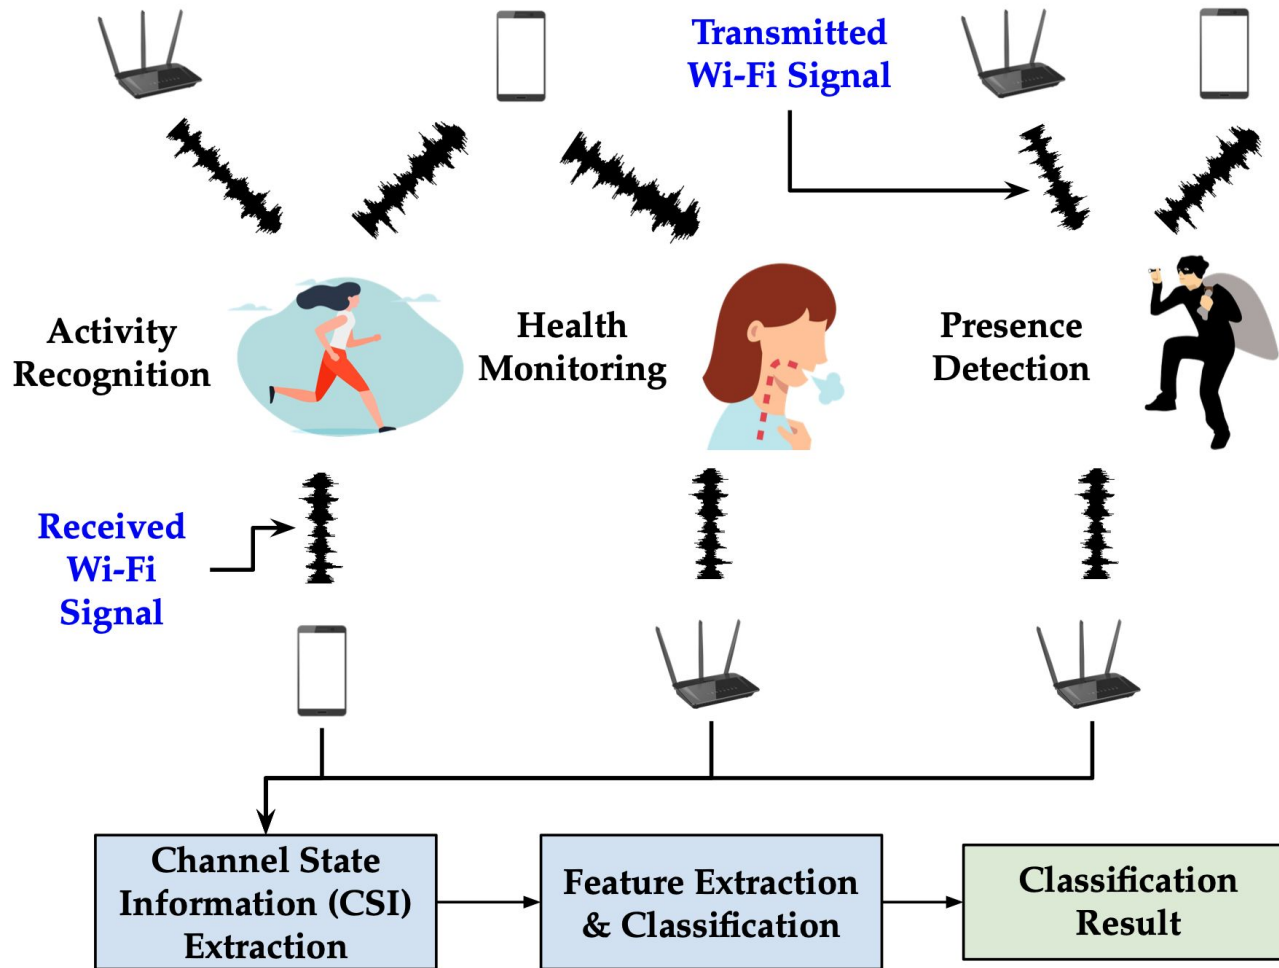 Transmitted
Wi-Fi Signal
Activity
Recognition
Health
Monitoring
Presence
Detection
Received
Wi-Fi
Signal
Channel State
Information (CSI)
Extraction
Feature Extraction
& Classification
Classification
Result